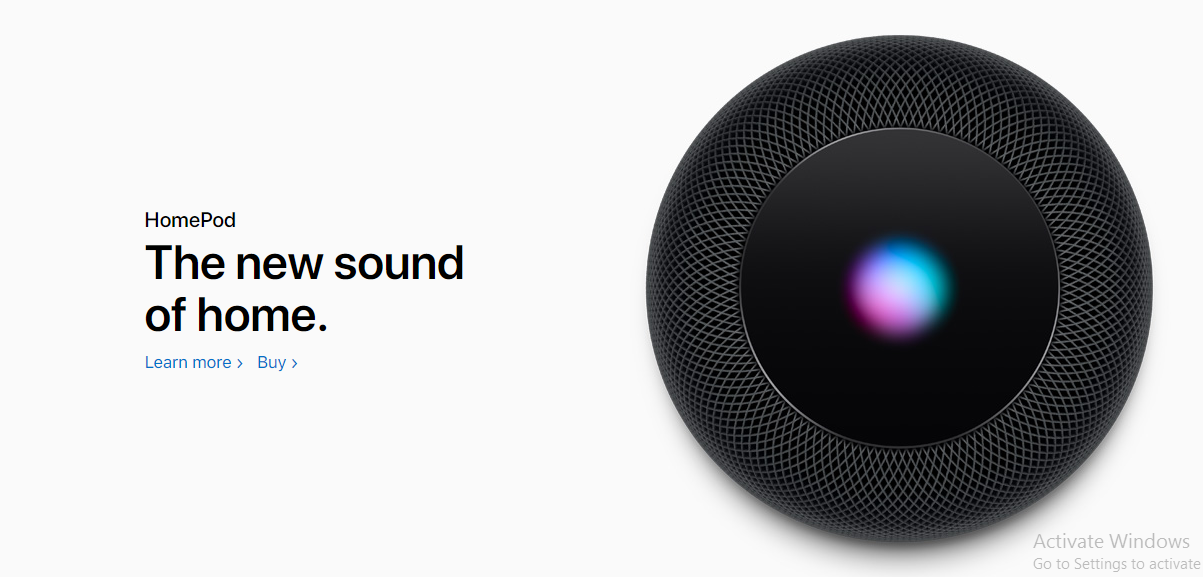 HomePod
The new sound
of home.
Learn more ›
Buy ›
Activate Windows
Go to Settings to activate